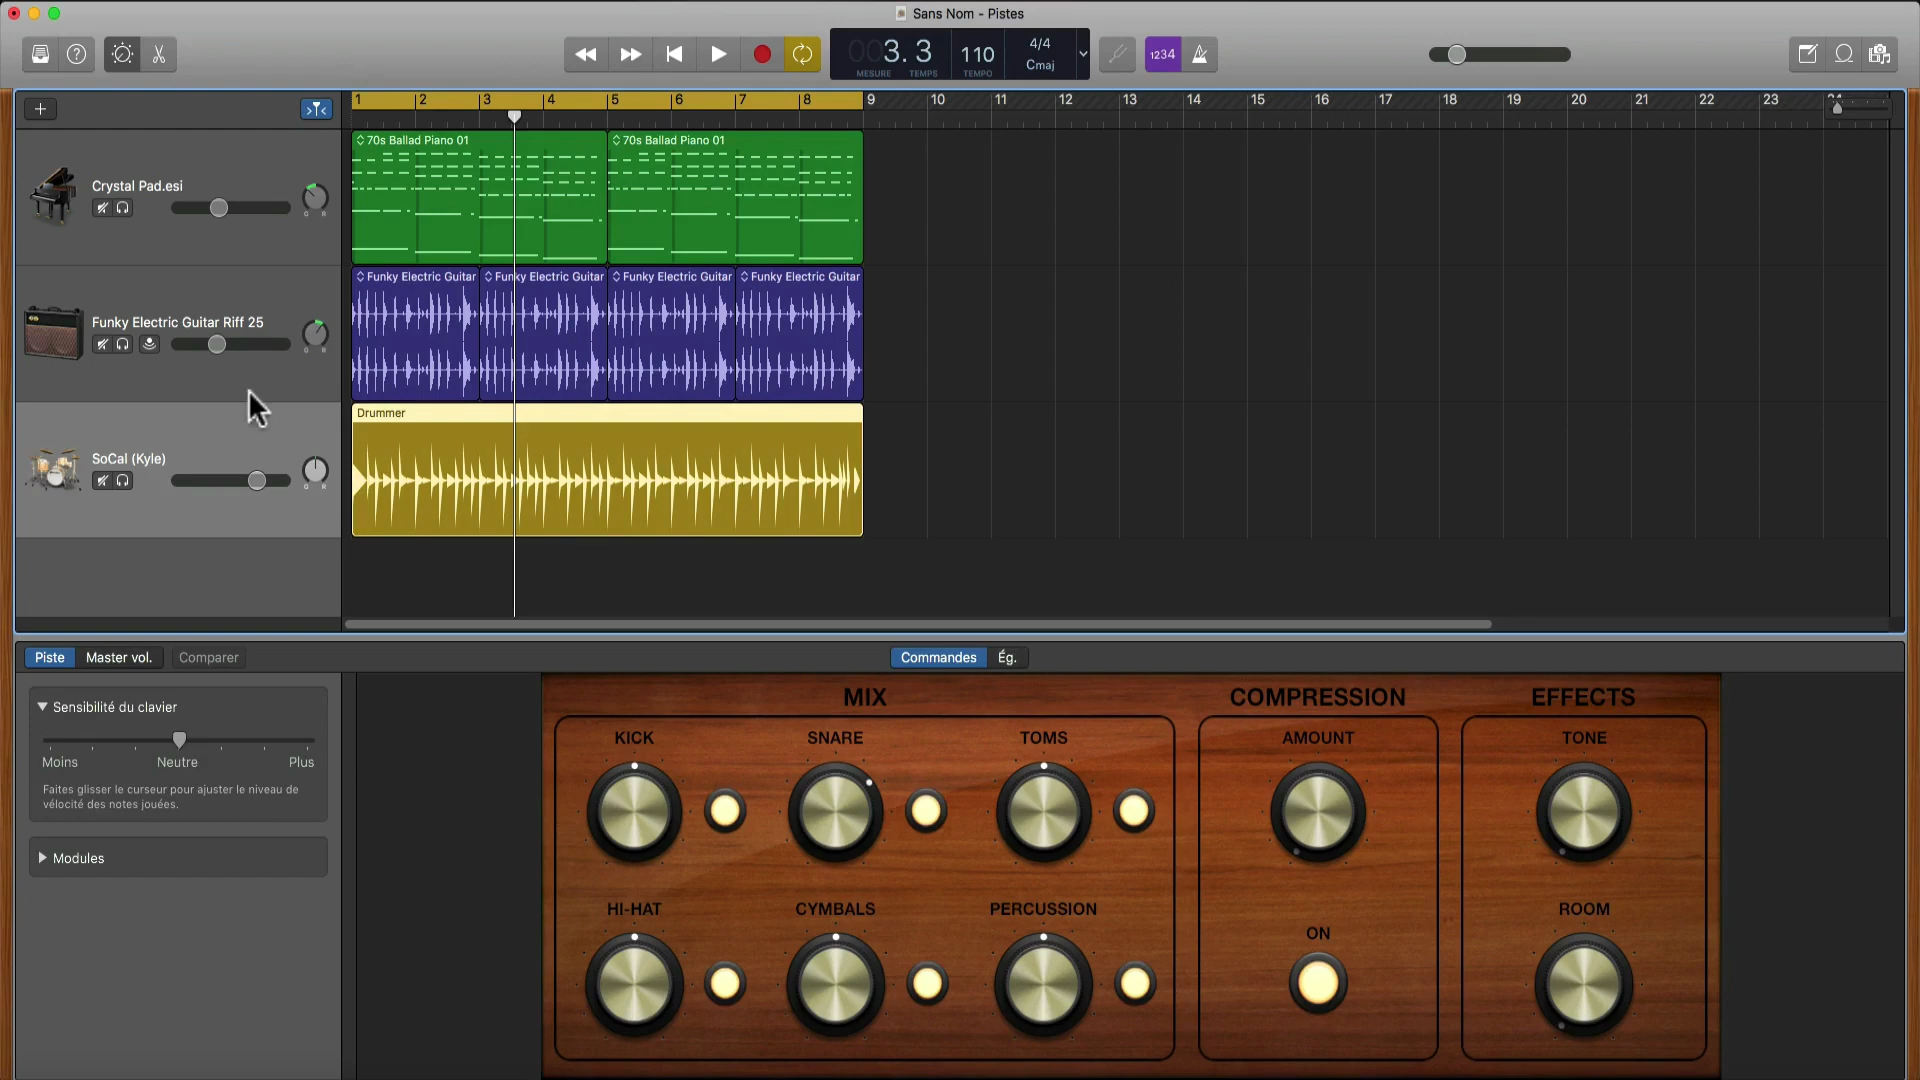 Sans Nom - Pistes
003. 3
MESURE TEMPS
110
TEMPO
4/4
Cmaj
1234
1 2 3 4 5 6 7 8 9 10 11 12 13 14 15 16 17 18 19 20 21 22 23
70s Ballad Piano 01
70s Ballad Piano 01
Crystal Pad.esi
G R
Funky Electric Guitar
Funky Electric Guitar
Funky Electric Guitar
Funky Electric Guitar
Funky Electric Guitar Riff 25
G R
Drummer
SoCal (Kyle)
G R
Piste
Master vol.
Comparer
Commandes
Ég.
Sensibilité du clavier
Moins
Neutre
Plus
Faites glisser le curseur pour ajuster le niveau de
vélocité des notes jouées.
Modules
MIX
COMPRESSION
EFFECTS
KICK
SNARE
TOMS
AMOUNT
TONE
HI-HAT
CYMBALS
PERCUSSION
ON
ROOM